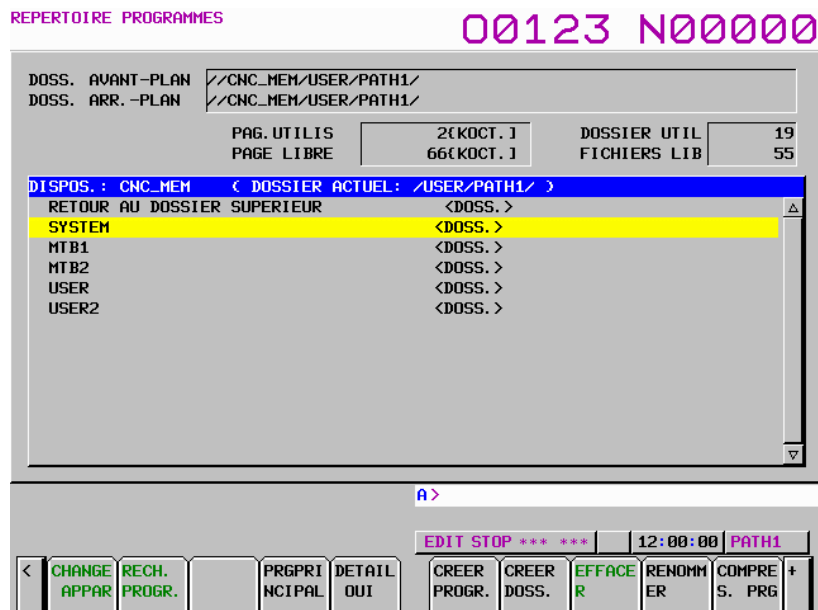 REPERTOIRE PROGRAMMES
O0123 N00000
DOSS. AVANT-PLAN //CNC_MEM/USER/PATH1/
DOSS. ARR.-PLAN //CNC_MEM/USER/PATH1/
PAG.UTILIS 2[KOCT.] DOSSIER UTIL 19
PAGE LIBRE 66[KOCT.] FICHIERS LIB 55
DISPOS.: CNC_MEM ( DOSSIER ACTUEL: /USER/PATH1/ )
RETOUR AU DOSSIER SUPERIEUR <DOSS.>
SYSTEM <DOSS.>
MTB1 <DOSS.>
MTB2 <DOSS.>
USER <DOSS.>
USER2 <DOSS.>
A>
EDIT STOP *** *** 12:00:00 PATH1
< CHANGE RECH. PRGPRI DETAIL CREER CREER EFFACE RENOMM COMPRE +
APPAR PROGR. NCIPAL OUI PROGR. DOSS. R ER S. PRG